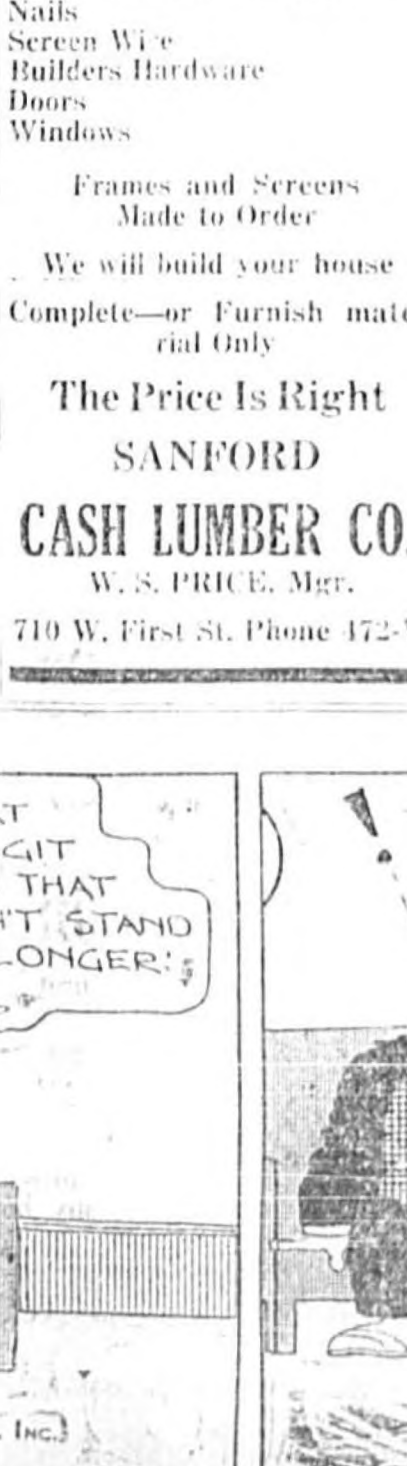 Nails
Screen Wire
Builders Hardware
Doors
Windows
Frames and Screens
Made to Order
We will build your house
Complete—or Furnish mate
rial Only
The Price Is Right
SANFORD
CASH LUMBER CO.
W. S. PRICE, Mgr.
710 W. First St. Phone 472-
GIT
THAT
'T STAND
LONGER!
INC.